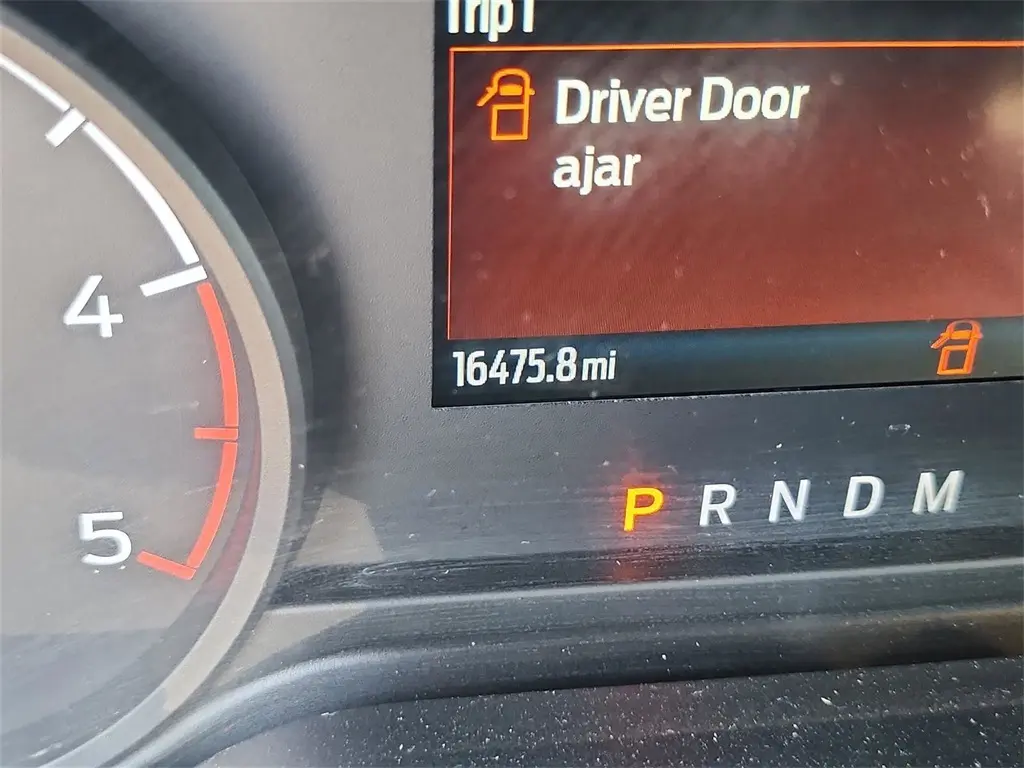 Trip 1
Driver Door
ajar
16475.8 mi
4
5
P R N D M